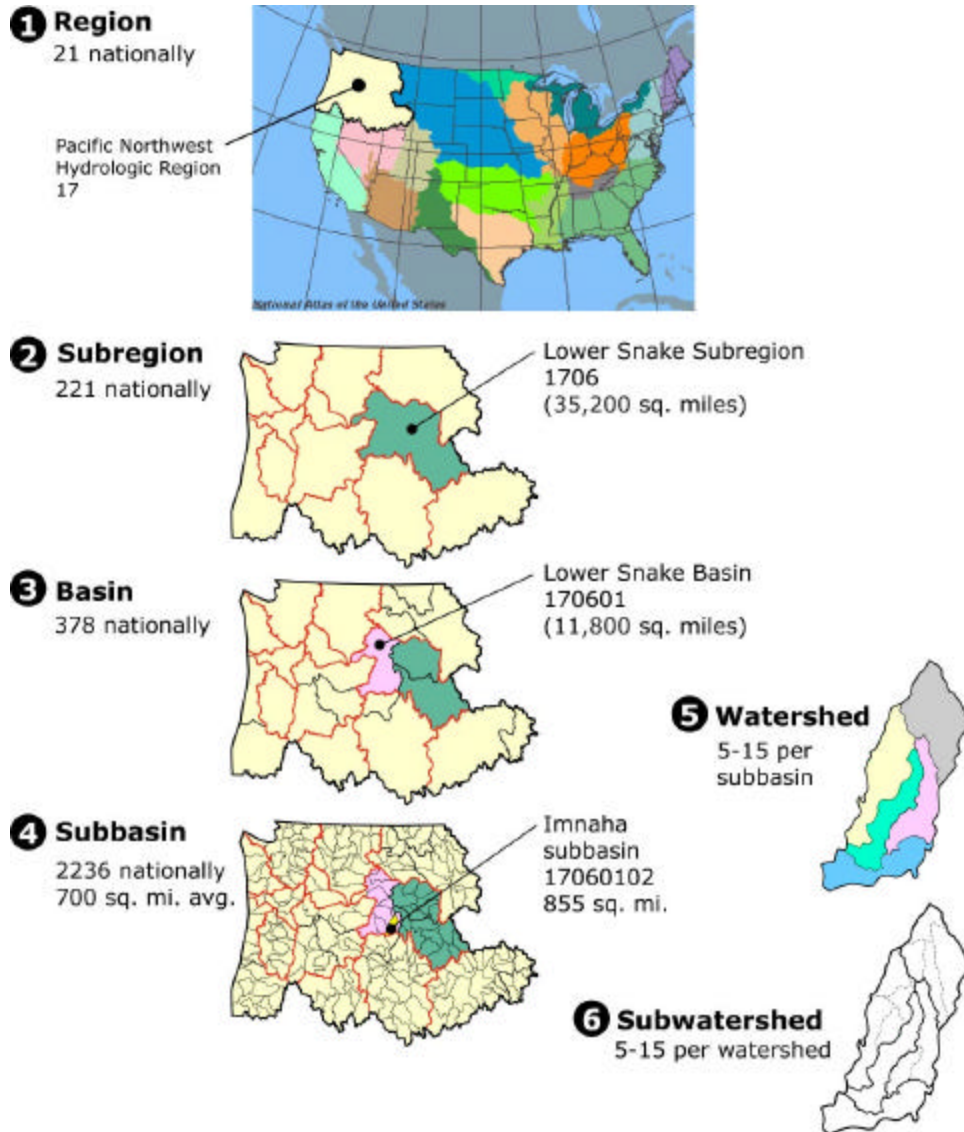 1 Region
21 nationally
Pacific Northwest
Hydrologic Region
17
National Atlas of the United States
2 Subregion
221 nationally
Lower Snake Subregion
1706
(35,200 sq. miles)
3 Basin
378 nationally
Lower Snake Basin
170601
(11,800 sq. miles)
4 Subbasin
2236 nationally
700 sq. mi. avg.
Imnaha
subbasin
17060102
855 sq. mi.
5 Watershed
5-15 per
subbasin
6 Subwatershed
5-15 per watershed